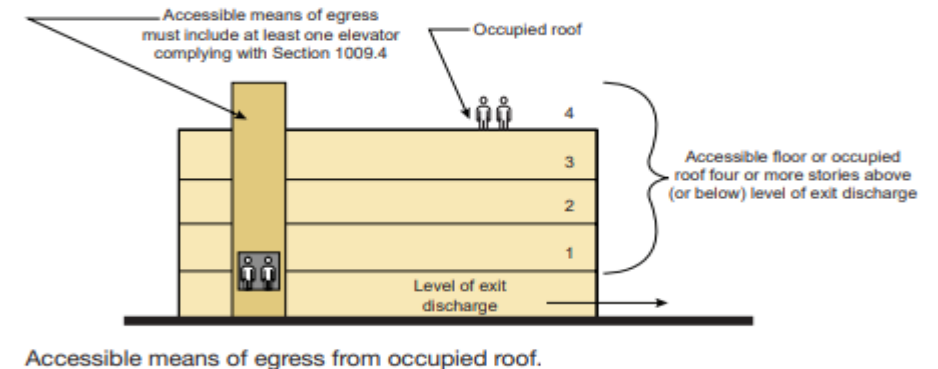 Accessible means of egress
must include at least one elevator
complying with Section 1009.4
Occupied roof
4
3
2
1
Accessible floor or occupied
roof four or more stories above
(or below) level of exit discharge
Level of exit
discharge
Accessible means of egress from occupied roof.